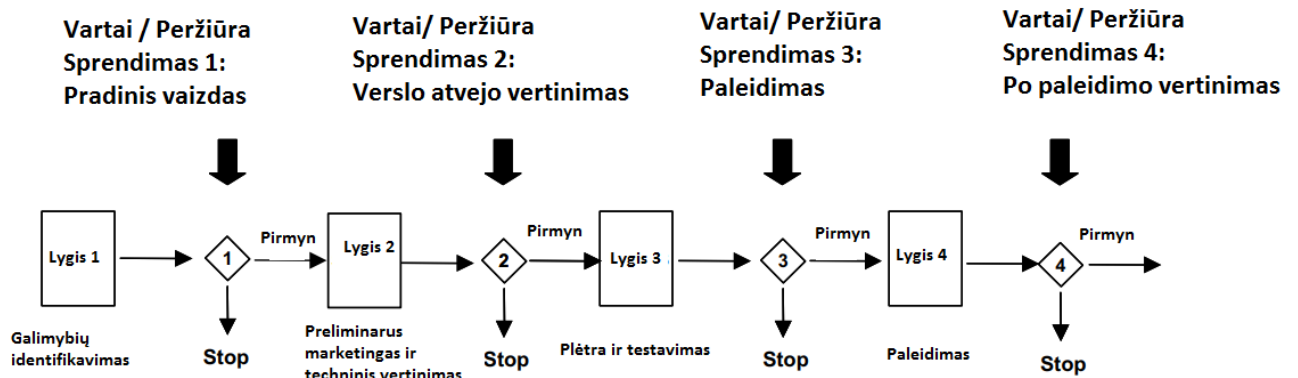 Vartai / Peržiūra
Sprendimas 1:
Pradinis vaizdas
Vartai/ Peržiūra
Sprendimas 2:
Verslo atvejo vertinimas
Vartai/ Peržiūra
Sprendimas 3:
Paleidimas
Vartai/ Peržiūra
Sprendimas 4:
Po paleidimo vertinimas
Lygis 1
1
Pirmyn
Lygis 2
2
Pirmyn
Lygis 3
3
Pirmyn
Lygis 4
4
Pirmyn
Galimybių
identifikavimas
Stop
Preliminarus
marketingas ir
techninis vertinimas
Stop
Plėtra ir testavimas
Stop
Paleidimas
Stop